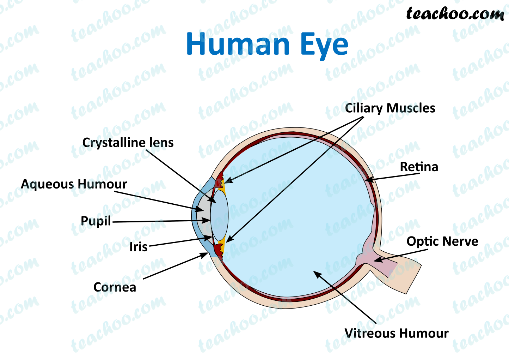 teachoo.com
Human Eye
Ciliary Muscles
Crystalline lens
Retina
Aqueous Humour
Pupil
Optic Nerve
Iris
Cornea
Vitreous Humour